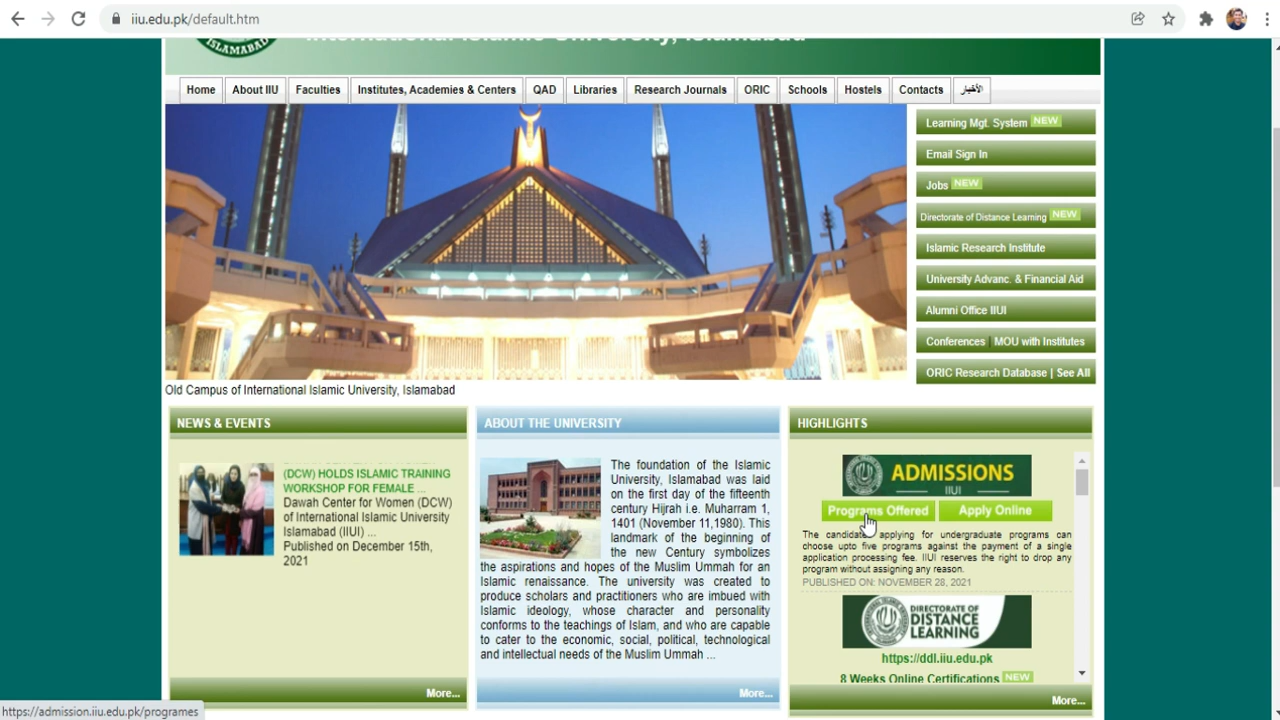 iiu.edu.pk/default.htm
ISLAMABAD
International Islamic University, Islamabad
Home
About IIU
Faculties
Institutes, Academies & Centers
QAD
Libraries
Research Journals
ORIC
Schools
Hostels
Contacts
الأخبار
Learning Mgt. System NEW
Email Sign In
Jobs NEW
Directorate of Distance Learning NEW
Islamic Research Institute
University Advanc. & Financial Aid
Alumni Office IIUI
Conferences | MOU with Institutes
ORIC Research Database | See All
Old Campus of International Islamic University, Islamabad
NEWS & EVENTS
(DCW) HOLDS ISLAMIC TRAINING
WORKSHOP FOR FEMALE ...
Dawah Center for Women (DCW)
of International Islamic University
Islamabad (IIUI) ...
Published on December 15th,
2021
More...
ABOUT THE UNIVERSITY
The foundation of the Islamic
University, Islamabad was laid
on the first day of the fifteenth
century Hijrah i.e. Muharram 1,
1401 (November 11,1980). This
landmark of the beginning of
the new Century symbolizes
the aspirations and hopes of the Muslim Ummah for an
Islamic renaissance. The university was created to
produce scholars and practitioners who are imbued with
Islamic ideology, whose character and personality
conforms to the teachings of Islam, and who are capable
to cater to the economic, social, political, technological
and intellectual needs of the Muslim Ummah ...
More...
HIGHLIGHTS
ADMISSIONS
IIUI
Programs Offered
Apply Online
The candidates applying for undergraduate programs can
choose upto five programs against the payment of a single
application processing fee. IIUI reserves the right to drop any
program without assigning any reason.
PUBLISHED ON: NOVEMBER 28, 2021
DIRECTORATE OF
DISTANCE
LEARNING
https://ddl.iiu.edu.pk
8 Weeks Online Certifications NEW
More...
https://admission.iiu.edu.pk/programes